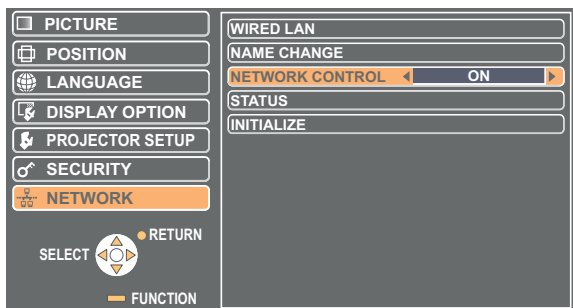 PICTURE
POSITION
LANGUAGE
DISPLAY OPTION
PROJECTOR SETUP
SECURITY
NETWORK
RETURN
SELECT
FUNCTION
WIRED LAN
NAME CHANGE
NETWORK CONTROL ON
STATUS
INITIALIZE